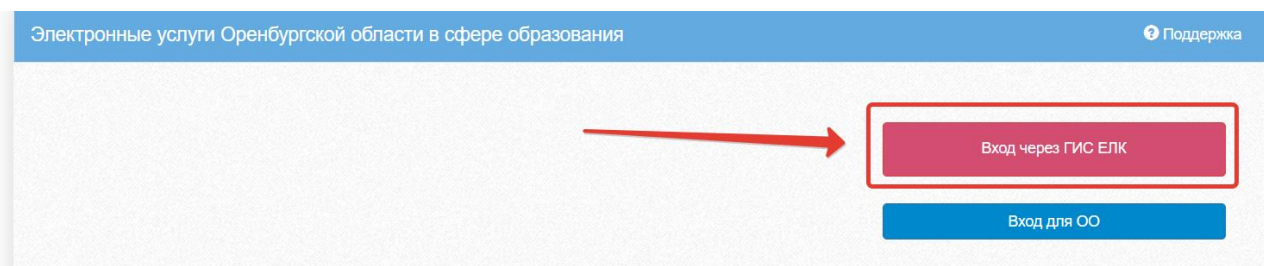 Электронные услуги Оренбургской области в сфере образования
Поддержка
Вход через ГИС ЕЛК
Вход для ОО